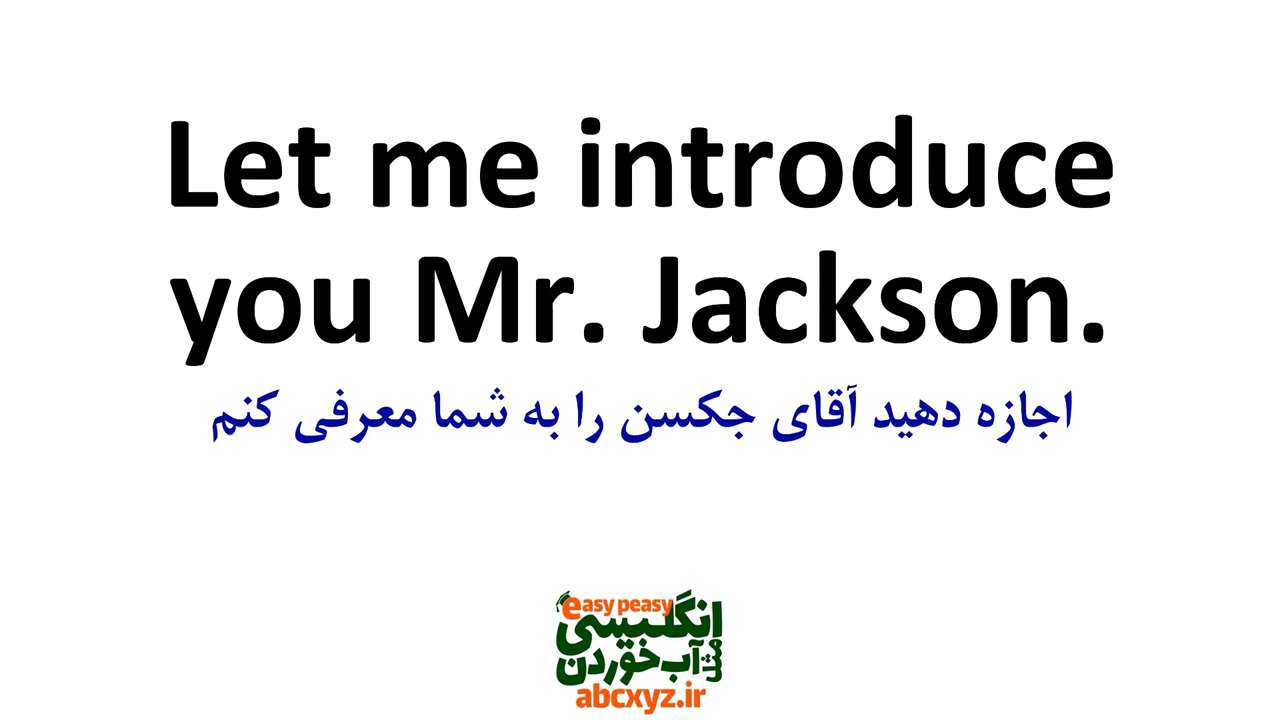 Let me introduce
you Mr. Jackson.
اجازه دهید آقای جکسن را به شما معرفی کنم
easy peasy
انگلیسی
مثل آب خوردن
abcxyz.ir